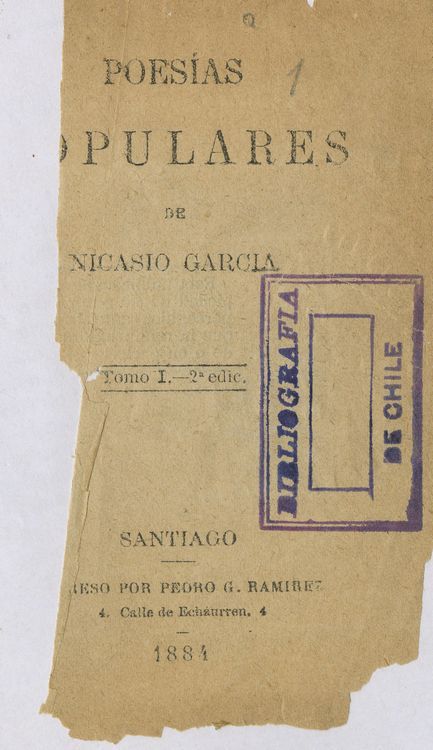 1
POESÍAS
OPULARES
DE
NICASIO GARCIA
Tomo I.—2ª edic.
BIBLIOGRAFIA
DE CHILE
SANTIAGO
RESO POR PEDRO G. RAMIREZ
4. Calle de Echáurren, 4
1884